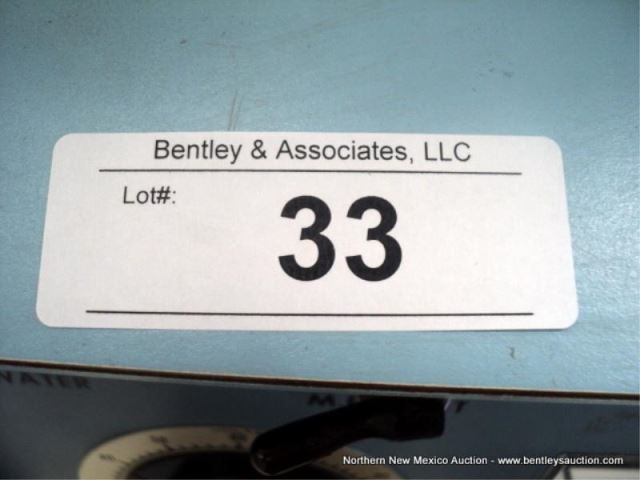 Bentley & Associates, LLC
Lot#:
33
WATER
Northern New Mexico Auction - www.bentleysauction.com